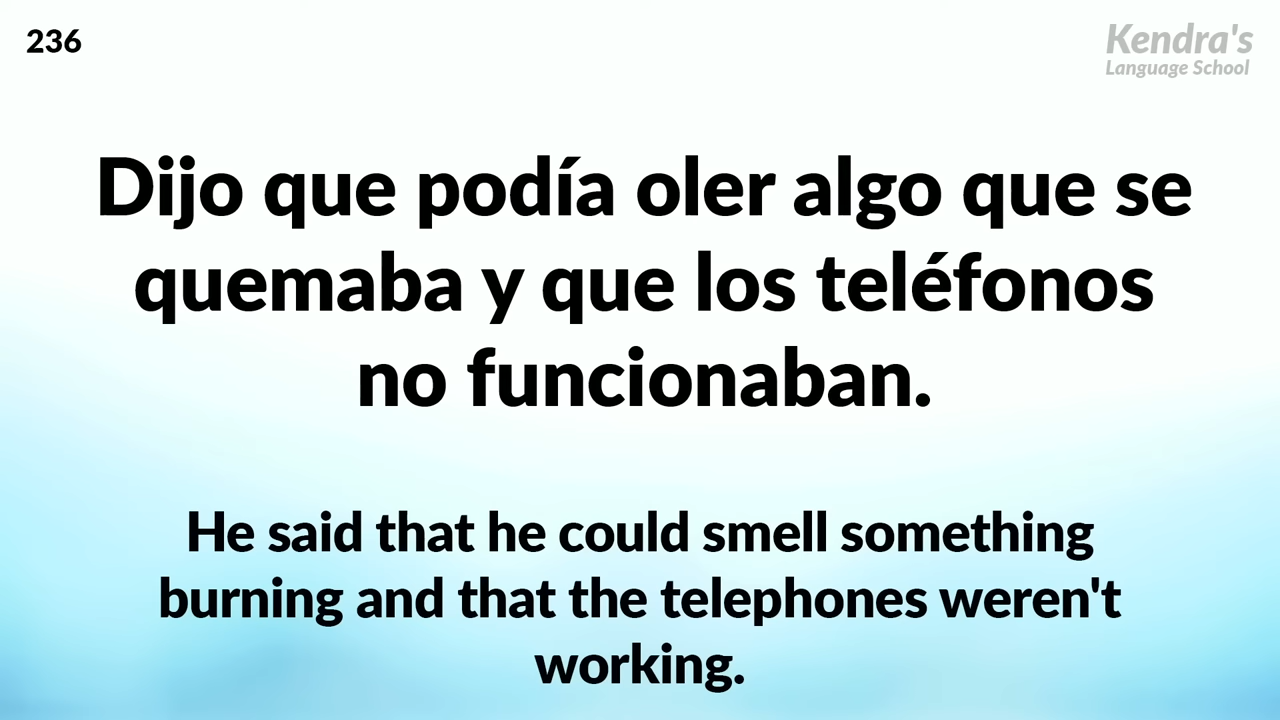 236
Kendra's
Language School
Dijo que podía oler algo que se
quemaba y que los teléfonos
no funcionaban.
He said that he could smell something
burning and that the telephones weren't
working.